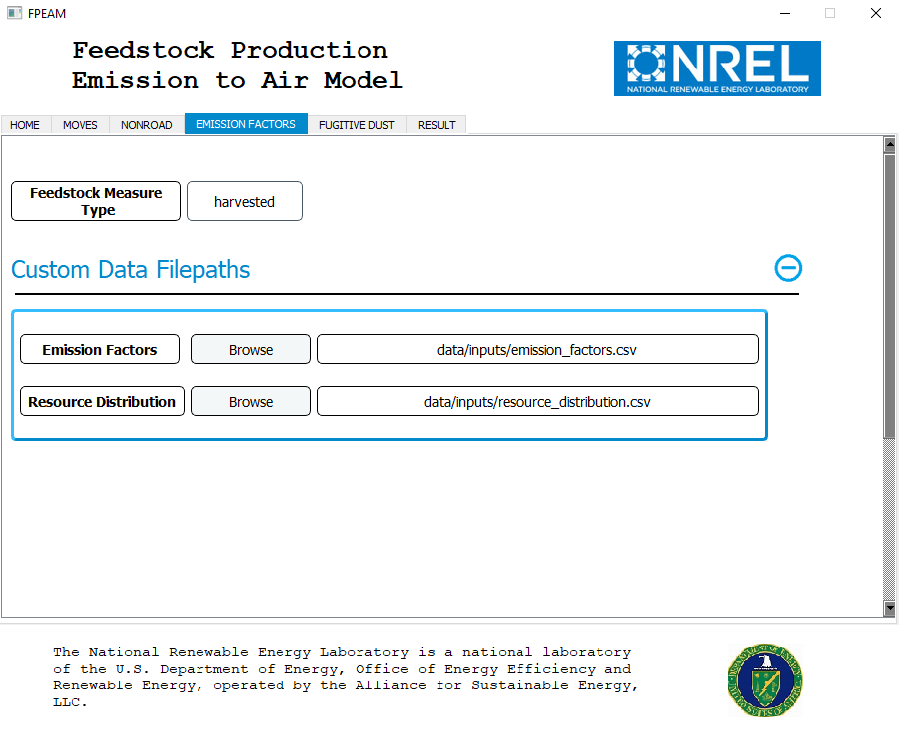 FPEAM
Feedstock Production
Emission to Air Model
NREL
NATIONAL RENEWABLE ENERGY LABORATORY
HOME MOVES NONROAD EMISSION FACTORS FUGITIVE DUST RESULT
Feedstock Measure
Type
harvested
Custom Data Filepaths
Emission Factors Browse data/inputs/emission_factors.csv
Resource Distribution Browse data/inputs/resource_distribution.csv
The National Renewable Energy Laboratory is a national laboratory
of the U.S. Department of Energy, Office of Energy Efficiency and
Renewable Energy, operated by the Alliance for Sustainable Energy,
LLC.